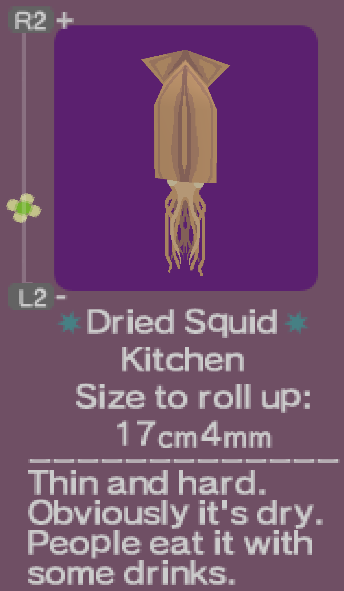 R2 +
L2 -
Dried Squid
Kitchen
Size to roll up:
17cm4mm
Thin and hard.
Obviously it's dry.
People eat it with
some drinks.